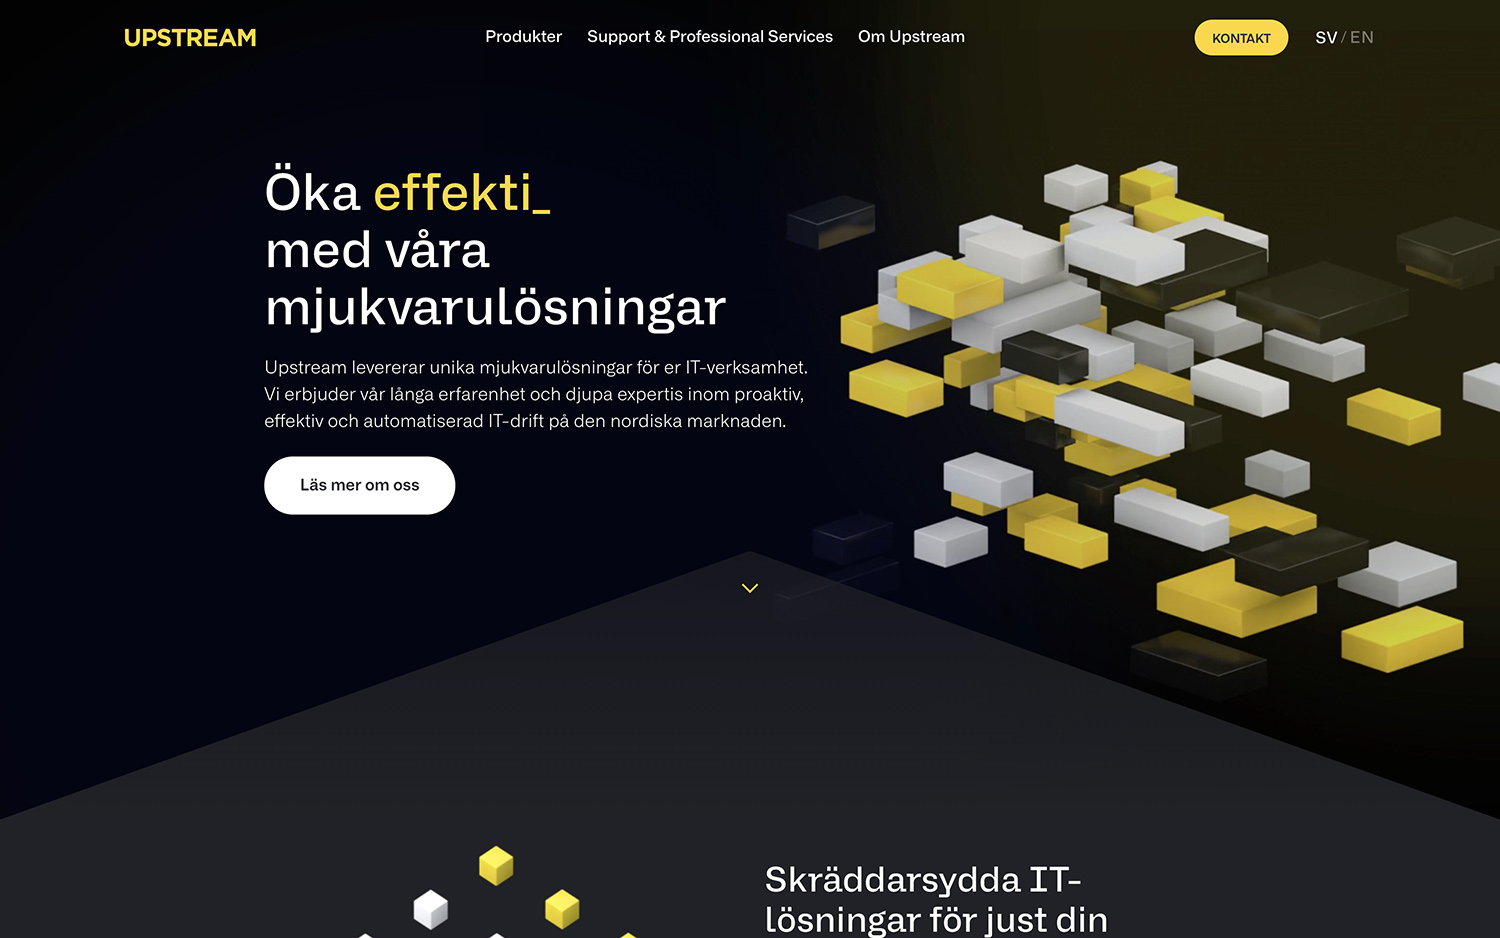 UPSTREAM
Produkter
Support & Professional Services
Om Upstream
KONTAKT
SV / EN
Öka effekti_
med våra
mjukvarulösningar
Upstream levererar unika mjukvarulösningar för er IT-verksamhet.
Vi erbjuder vår långa erfarenhet och djupa expertis inom proaktiv,
effektiv och automatiserad IT-drift på den nordiska marknaden.
Läs mer om oss
Skräddarsydda IT-
lösningar för just din